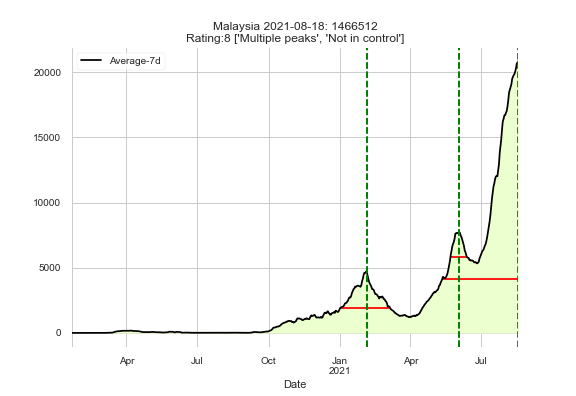 Malaysia 2021-08-18: 1466512
Rating:8 ['Multiple peaks', 'Not in control']
Average-7d
20000
15000
10000
5000
0
Apr
Jul
Oct
Jan
2021
Apr
Jul
Date